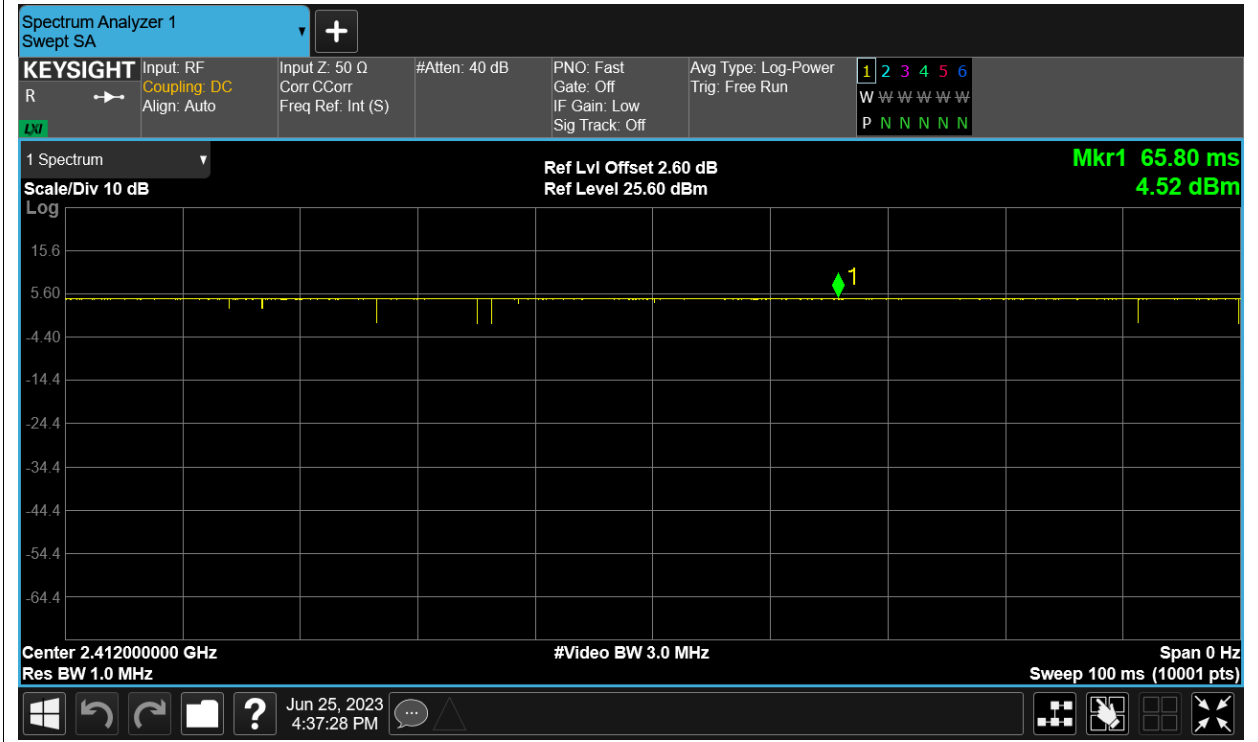 Spectrum Analyzer 1
Swept SA
KEYSIGHT
R
LXI
Input: RF
Coupling: DC
Align: Auto
Input Z: 50 Ω
Corr CCorr
Freq Ref: Int (S)
#Atten: 40 dB
PNO: Fast
Gate: Off
IF Gain: Low
Sig Track: Off
Avg Type: Log-Power
Trig: Free Run
1 2 3 4 5 6
W W W W W W
P N N N N N
1 Spectrum
Scale/Div 10 dB
Log
Ref Lvl Offset 2.60 dB
Ref Level 25.60 dBm
Mkr1 65.80 ms
4.52 dBm
15.6
1
5.60
-4.40
-14.4
-24.4
-34.4
-44.4
-54.4
-64.4
Center 2.412000000 GHz
Res BW 1.0 MHz
#Video BW 3.0 MHz
Span 0 Hz
Sweep 100 ms (10001 pts)
?
Jun 25, 2023
4:37:28 PM